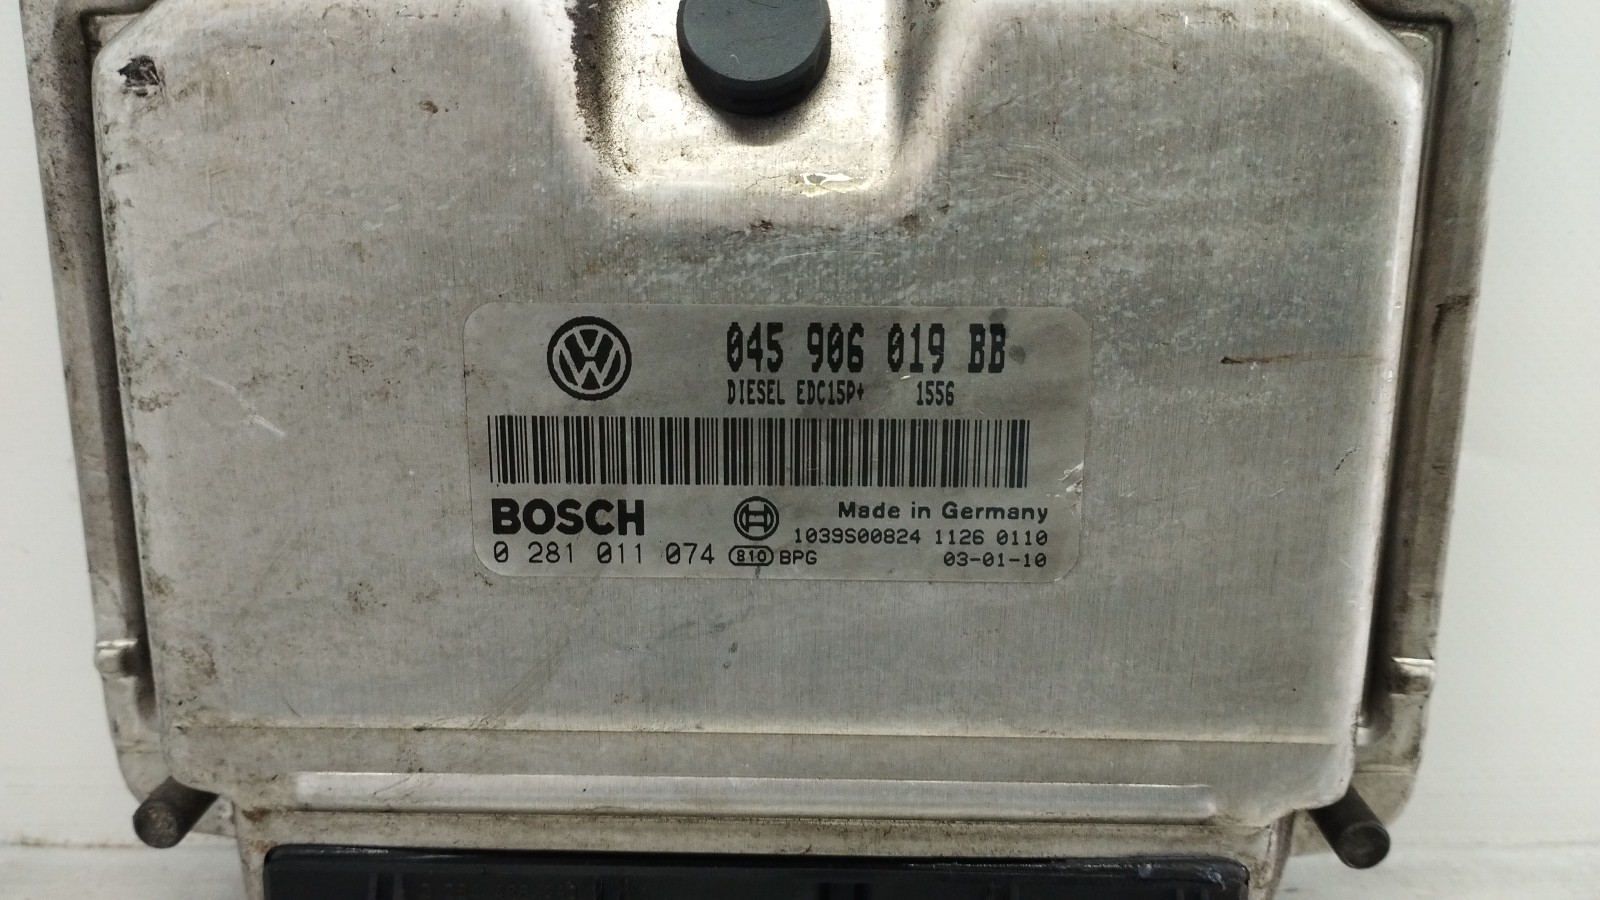 045 906 019 BB
DIESEL EDC15P+ 1556
BOSCH
Made in Germany
1039S00824 1126 0110
0 281 011 074 810 BPG 03-01-10